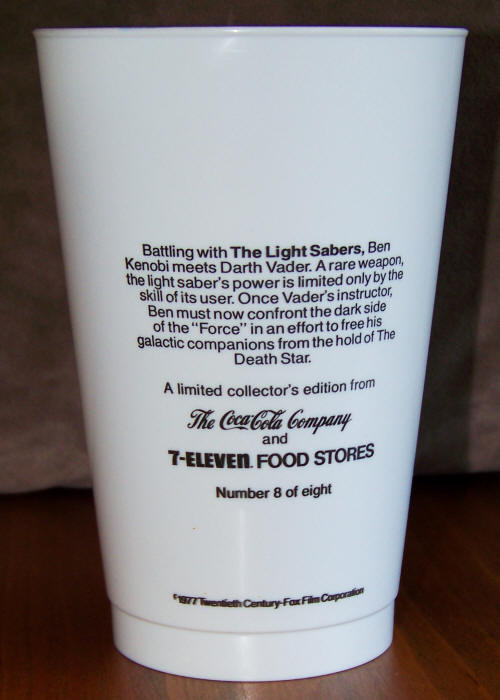 Battling with The Light Sabers, Ben
Kenobi meets Darth Vader. A rare weapon,
the light saber's power is limited only by the
skill of its user. Once Vader's instructor,
Ben must now confront the dark side
of the "Force" in an effort to free his
galactic companions from the hold of The
Death Star.
A limited collector's edition from
The Coca-Cola Company
and
7-ELEVEn. FOOD STORES
Number 8 of eight
©1977 Twentieth Century-Fox Film Corporation